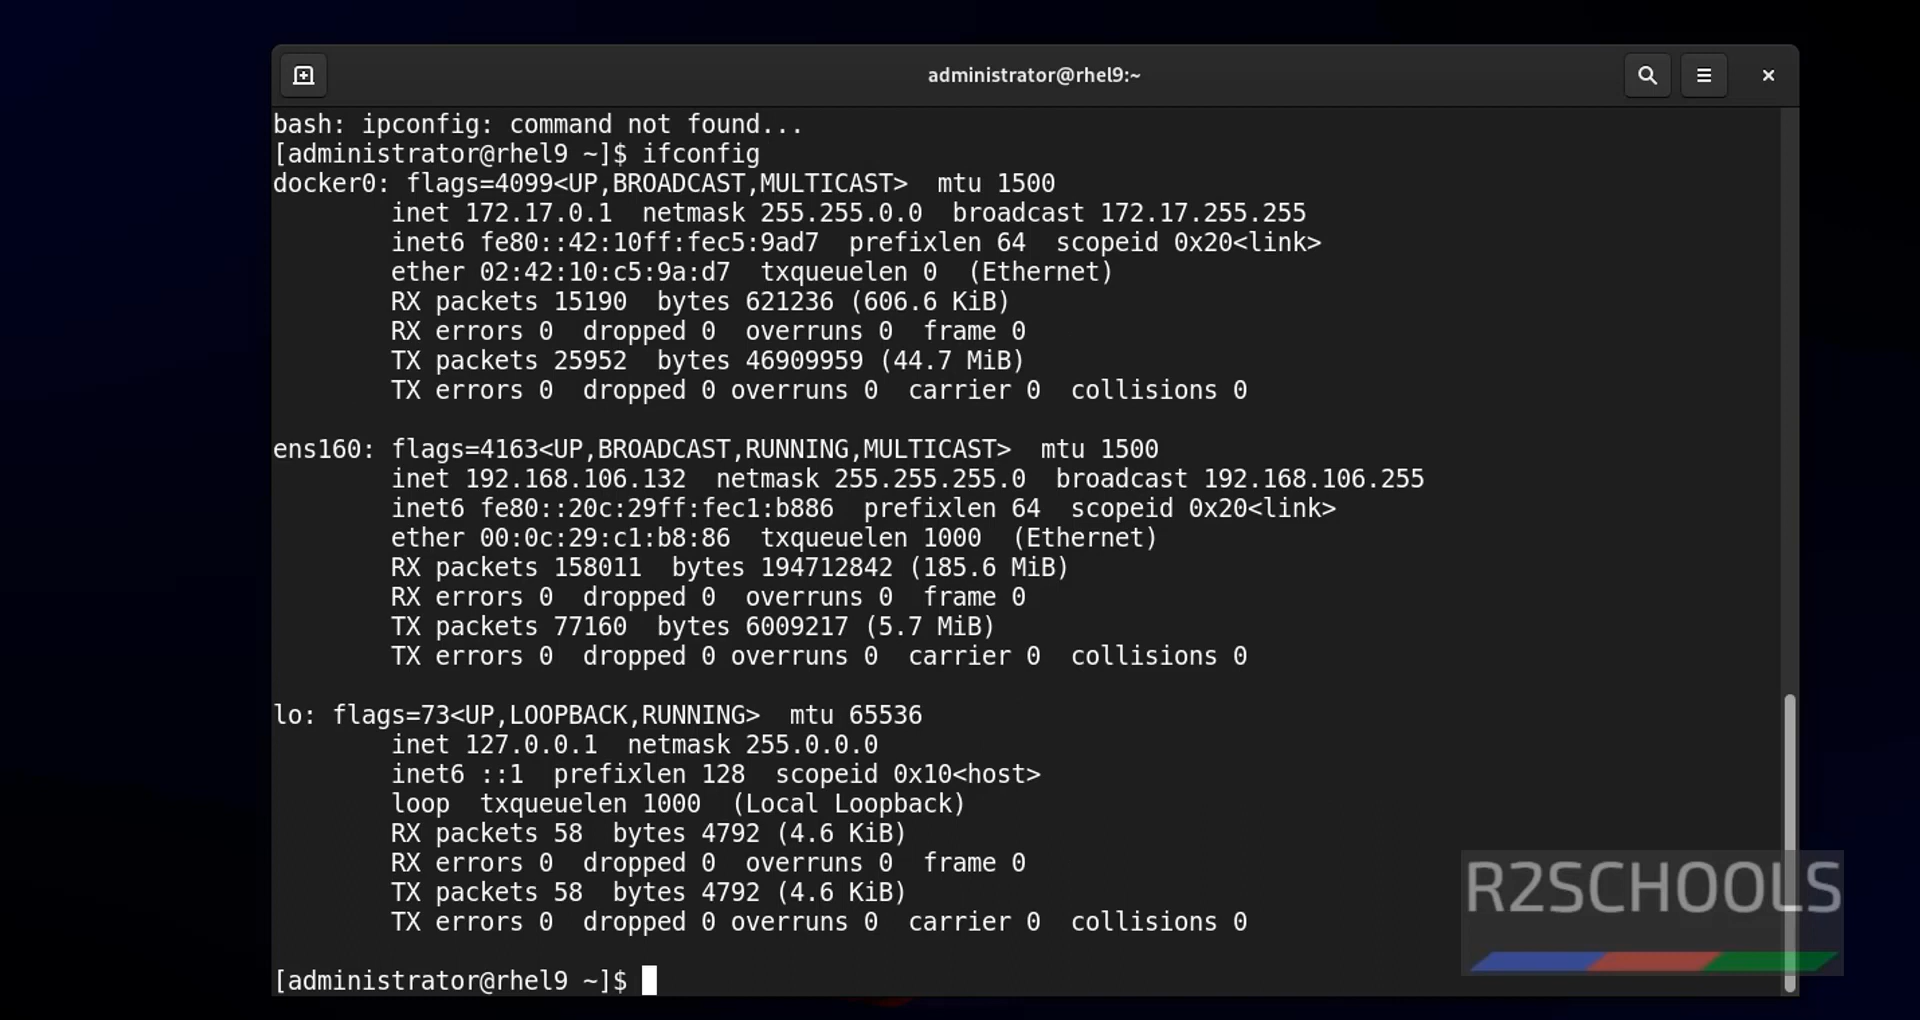 administrator@rhel9:~
bash: ipconfig: command not found...
[administrator@rhel9 ~]$ ifconfig
docker0: flags=4099<UP,BROADCAST,MULTICAST>  mtu 1500
        inet 172.17.0.1  netmask 255.255.0.0  broadcast 172.17.255.255
        inet6 fe80::42:10ff:fec5:9ad7  prefixlen 64  scopeid 0x20<link>
        ether 02:42:10:c5:9a:d7  txqueuelen 0  (Ethernet)
        RX packets 15190  bytes 621236 (606.6 KiB)
        RX errors 0  dropped 0  overruns 0  frame 0
        TX packets 25952  bytes 46909959 (44.7 MiB)
        TX errors 0  dropped 0 overruns 0  carrier 0  collisions 0

ens160: flags=4163<UP,BROADCAST,RUNNING,MULTICAST>  mtu 1500
        inet 192.168.106.132  netmask 255.255.255.0  broadcast 192.168.106.255
        inet6 fe80::20c:29ff:fec1:b886  prefixlen 64  scopeid 0x20<link>
        ether 00:0c:29:c1:b8:86  txqueuelen 1000  (Ethernet)
        RX packets 158011  bytes 194712842 (185.6 MiB)
        RX errors 0  dropped 0  overruns 0  frame 0
        TX packets 77160  bytes 6009217 (5.7 MiB)
        TX errors 0  dropped 0 overruns 0  carrier 0  collisions 0

lo: flags=73<UP,LOOPBACK,RUNNING>  mtu 65536
        inet 127.0.0.1  netmask 255.0.0.0
        inet6 ::1  prefixlen 128  scopeid 0x10<host>
        loop  txqueuelen 1000  (Local Loopback)
        RX packets 58  bytes 4792 (4.6 KiB)
        RX errors 0  dropped 0  overruns 0  frame 0
        TX packets 58  bytes 4792 (4.6 KiB)
        TX errors 0  dropped 0 overruns 0  carrier 0  collisions 0

[administrator@rhel9 ~]$
R2SCHOOLS